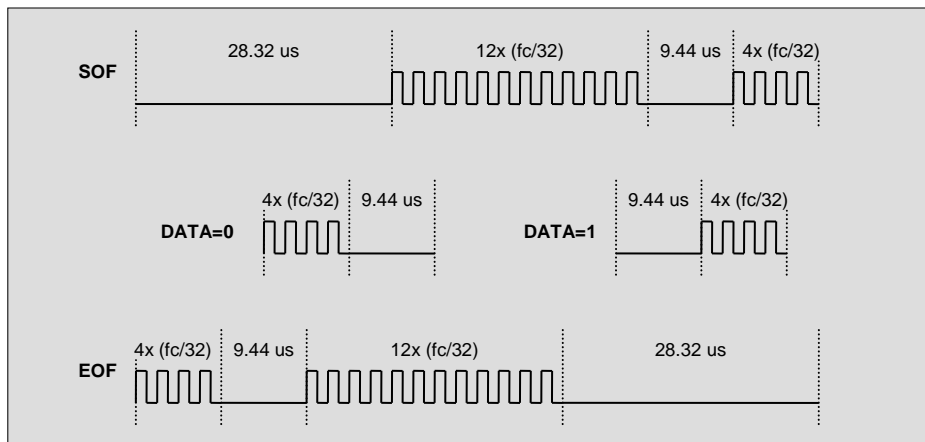 28.32 us 12x (fc/32) 9.44 us 4x (fc/32)
SOF
4x (fc/32) 9.44 us 9.44 us 4x (fc/32)
DATA=0 DATA=1
4x (fc/32) 9.44 us 12x (fc/32) 28.32 us
EOF